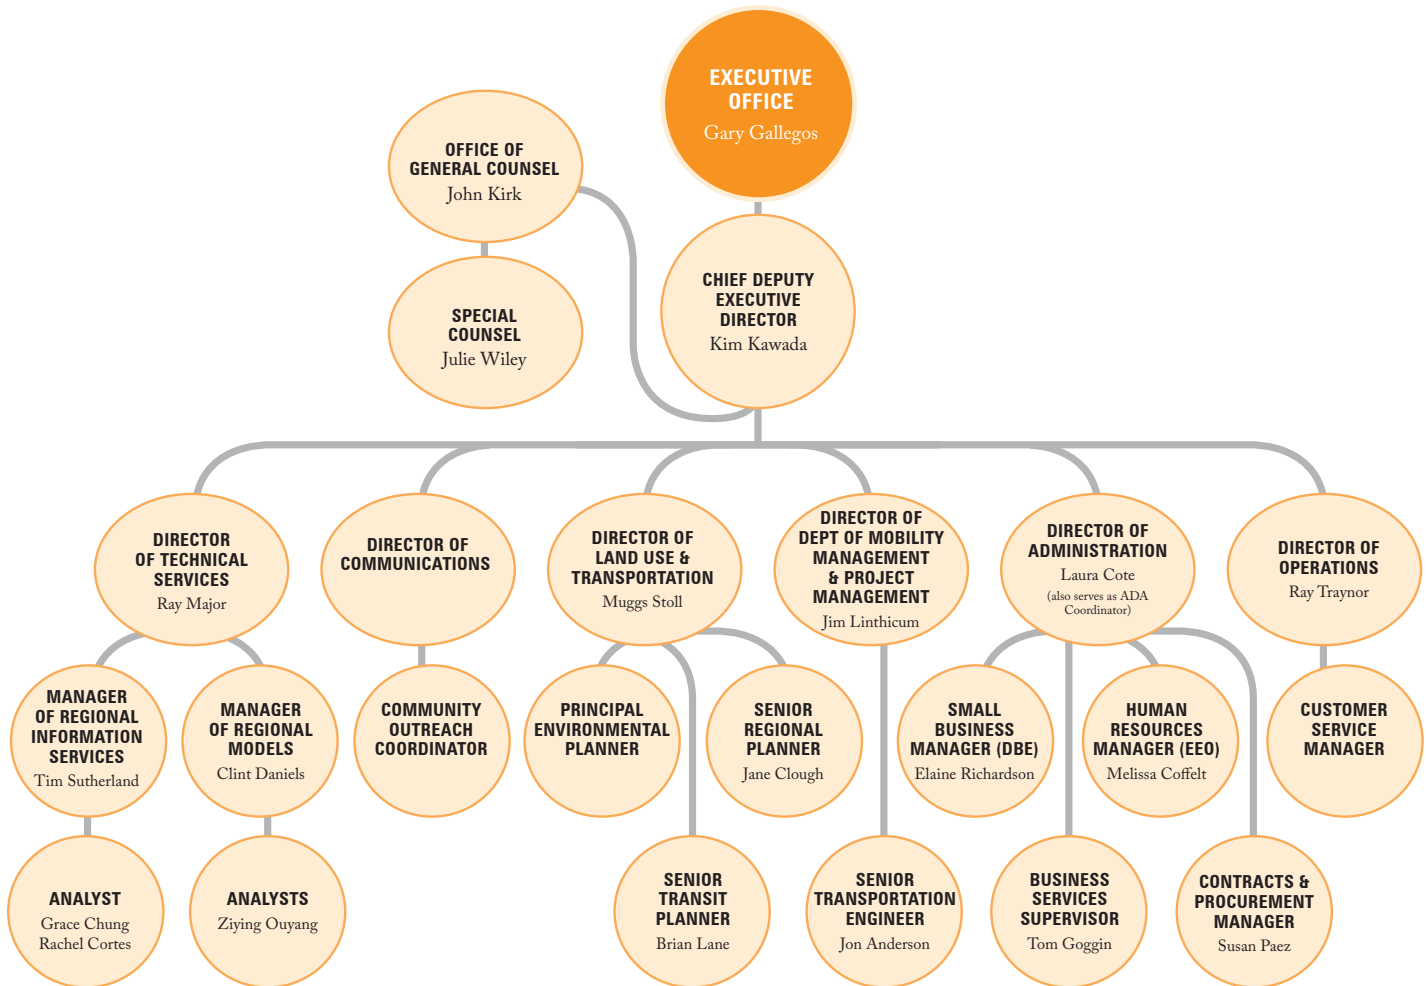 EXECUTIVE
OFFICE
Gary Gallegos
OFFICE OF
GENERAL COUNSEL
John Kirk
SPECIAL
COUNSEL
Julie Wiley
CHIEF DEPUTY
EXECUTIVE
DIRECTOR
Kim Kawada
DIRECTOR
OF TECHNICAL
SERVICES
Ray Major
DIRECTOR OF
COMMUNICATIONS
DIRECTOR OF
LAND USE &
TRANSPORTATION
Muggs Stoll
DIRECTOR OF
DEPT OF MOBILITY
MANAGEMENT
& PROJECT
MANAGEMENT
Jim Linthicum
DIRECTOR OF
ADMINISTRATION
Laura Cote
(also serves as ADA
Coordinator)
DIRECTOR OF
OPERATIONS
Ray Traynor
MANAGER
OF REGIONAL
INFORMATION
SERVICES
Tim Sutherland
MANAGER
OF REGIONAL
MODELS
Clint Daniels
COMMUNITY
OUTREACH
COORDINATOR
PRINCIPAL
ENVIRONMENTAL
PLANNER
SENIOR
REGIONAL
PLANNER
Jane Clough
SMALL
BUSINESS
MANAGER (DBE)
Elaine Richardson
HUMAN
RESOURCES
MANAGER (EEO)
Melissa Coffelt
CUSTOMER
SERVICE
MANAGER
ANALYST
Grace Chung
Rachel Cortes
ANALYSTS
Ziying Ouyang
SENIOR
TRANSIT
PLANNER
Brian Lane
SENIOR
TRANSPORTATION
ENGINEER
Jon Anderson
BUSINESS
SERVICES
SUPERVISOR
Tom Goggin
CONTRACTS &
PROCUREMENT
MANAGER
Susan Paez